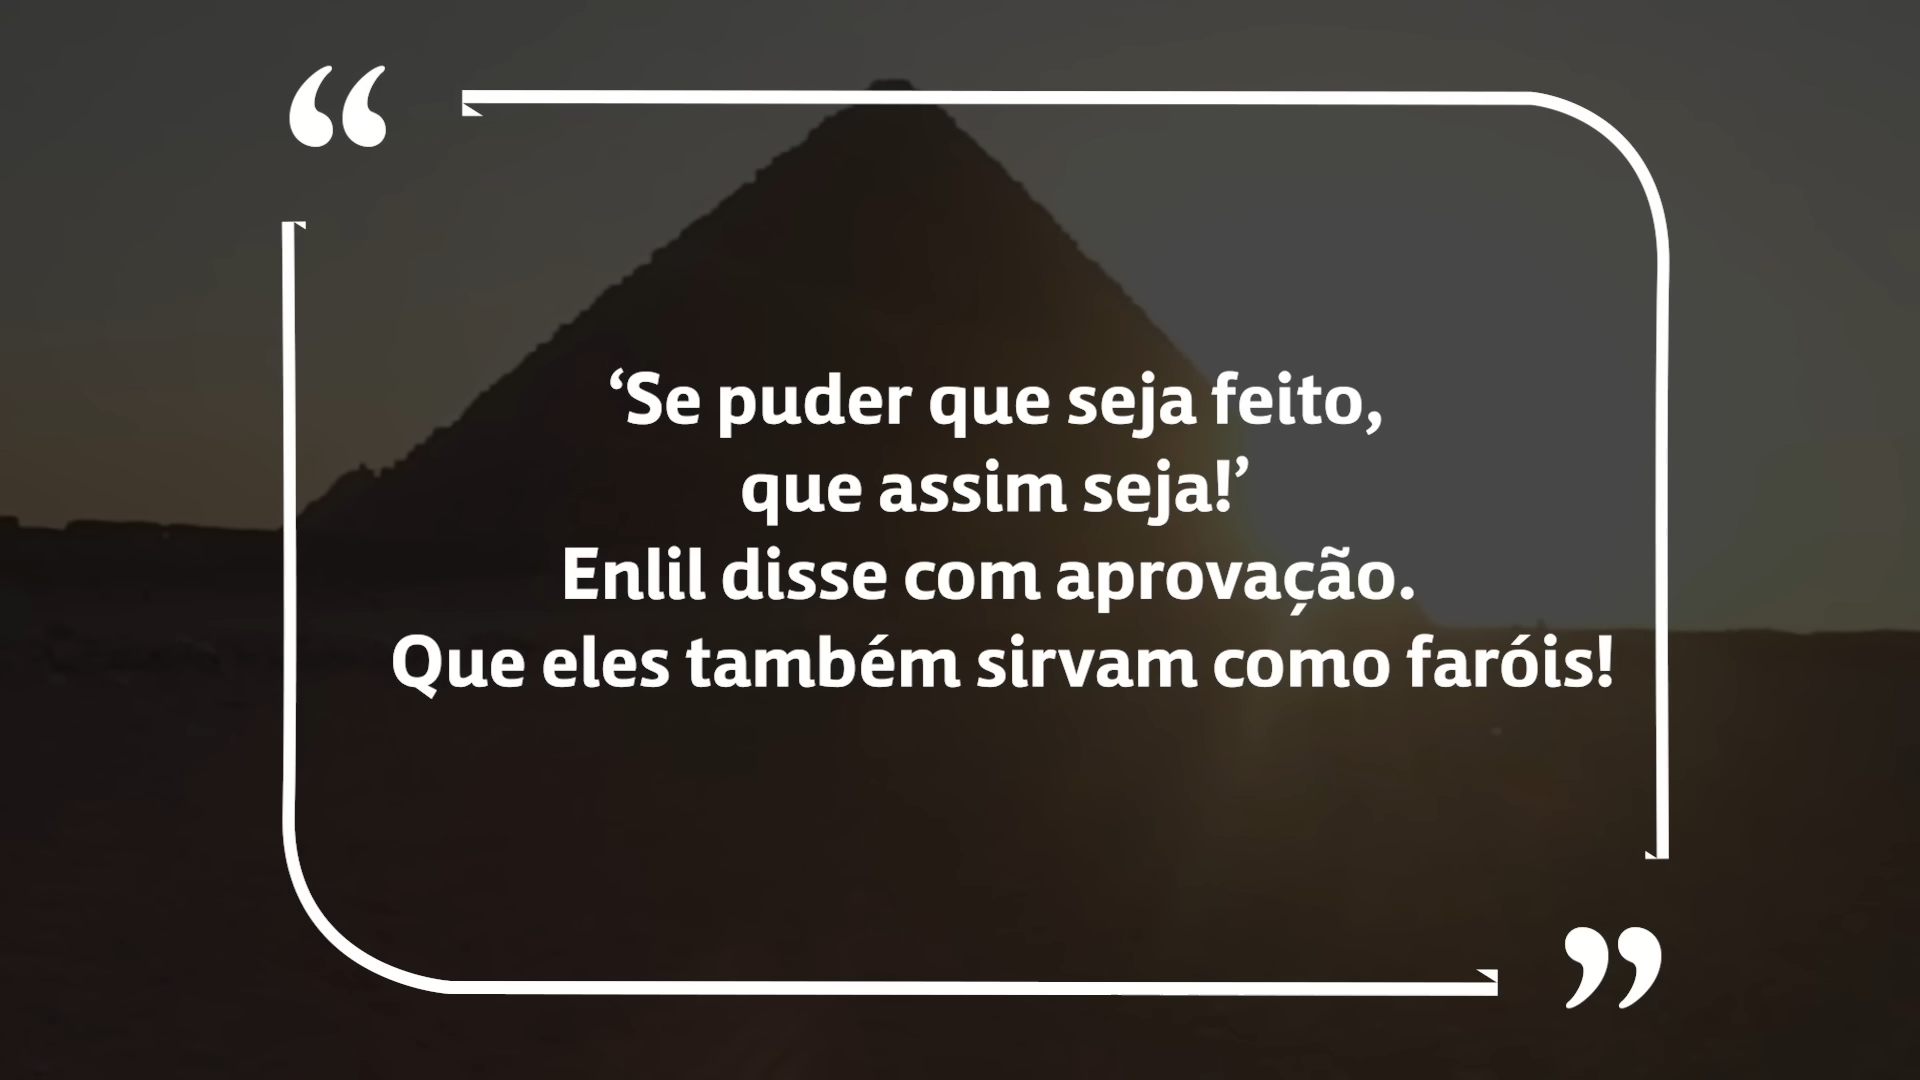 “
‘Se puder que seja feito,
que assim seja!’
Enlil disse com aprovação.
Que eles também sirvam como faróis!
”